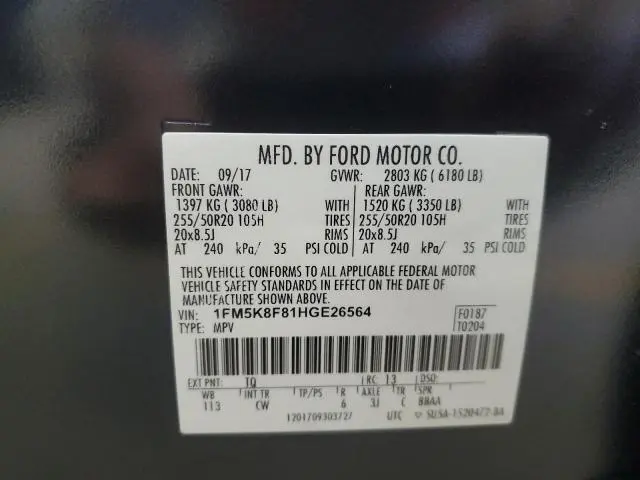 MFD. BY FORD MOTOR CO.
DATE: 09/17 GVWR: 2803 KG ( 6180 LB)
FRONT GAWR: REAR GAWR:
1397 KG ( 3080 LB) WITH 1520 KG ( 3350 LB) WITH
255/50R20 105H TIRES 255/50R20 105H TIRES
20x8.5J RIMS 20x8.5J RIMS
AT 240 kPa/ 35 PSI COLD AT 240 kPa/ 35 PSI COLD
THIS VEHICLE CONFORMS TO ALL APPLICABLE FEDERAL MOTOR
VEHICLE SAFETY STANDARDS IN EFFECT ON THE DATE OF
MANUFACTURE SHOWN ABOVE.
VIN: 1FM5K8F81HGE26564 F0187
TYPE: MPV T0204
EXT PNT: TQ RC: 13 DSO:
WB INT TR TP/PS R AXLE TR SPR
113 CW 6 3J C BBAA
UTC